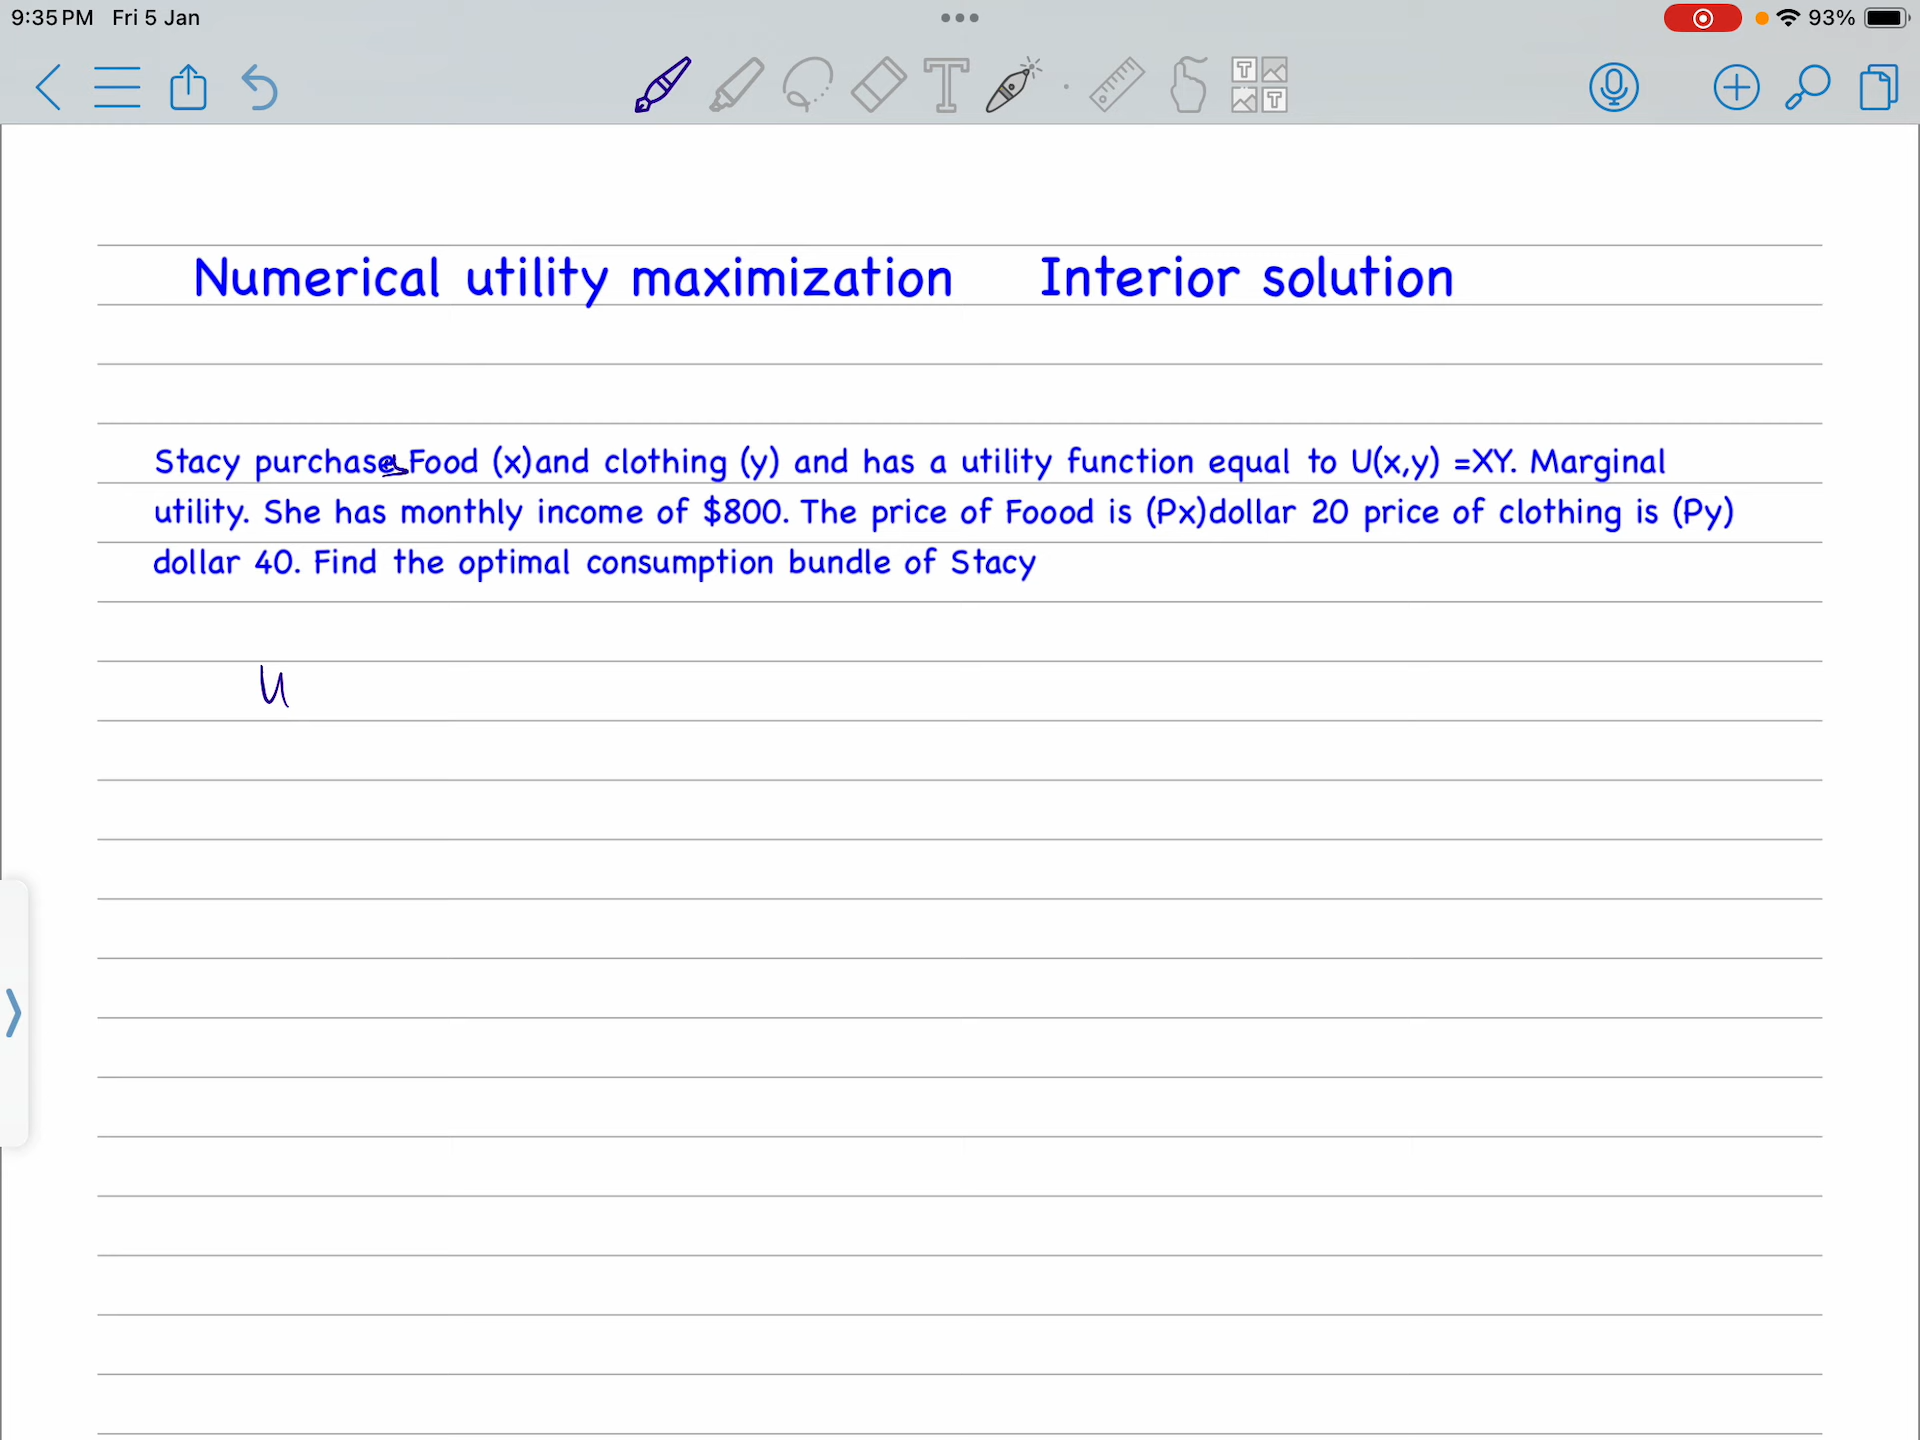 9:35 PM Fri 5 Jan
93%
Numerical utility maximization Interior solution
Stacy purchases Food (x)and clothing (y) and has a utility function equal to U(x,y) =XY. Marginal
utility. She has monthly income of $800. The price of Foood is (Px)dollar 20 price of clothing is (Py)
dollar 40. Find the optimal consumption bundle of Stacy
U